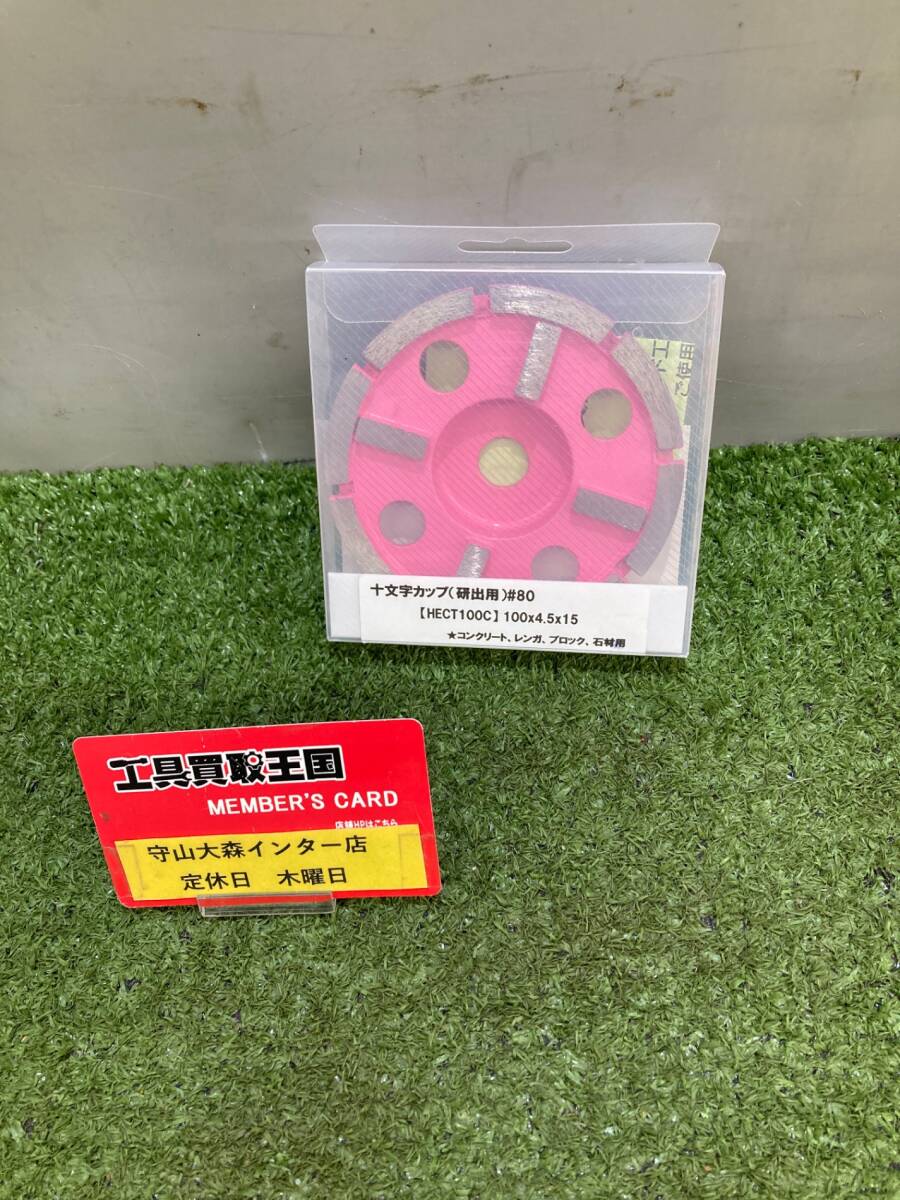 ご使用
十文字カップ(研出用)#80
【HECT100C】100x4.5x15
★コンクリート、レンガ、ブロック、石材用
工具買取王国
MEMBER'S CARD
店舗HPはこちら
守山大森インター店
定休日 木曜日